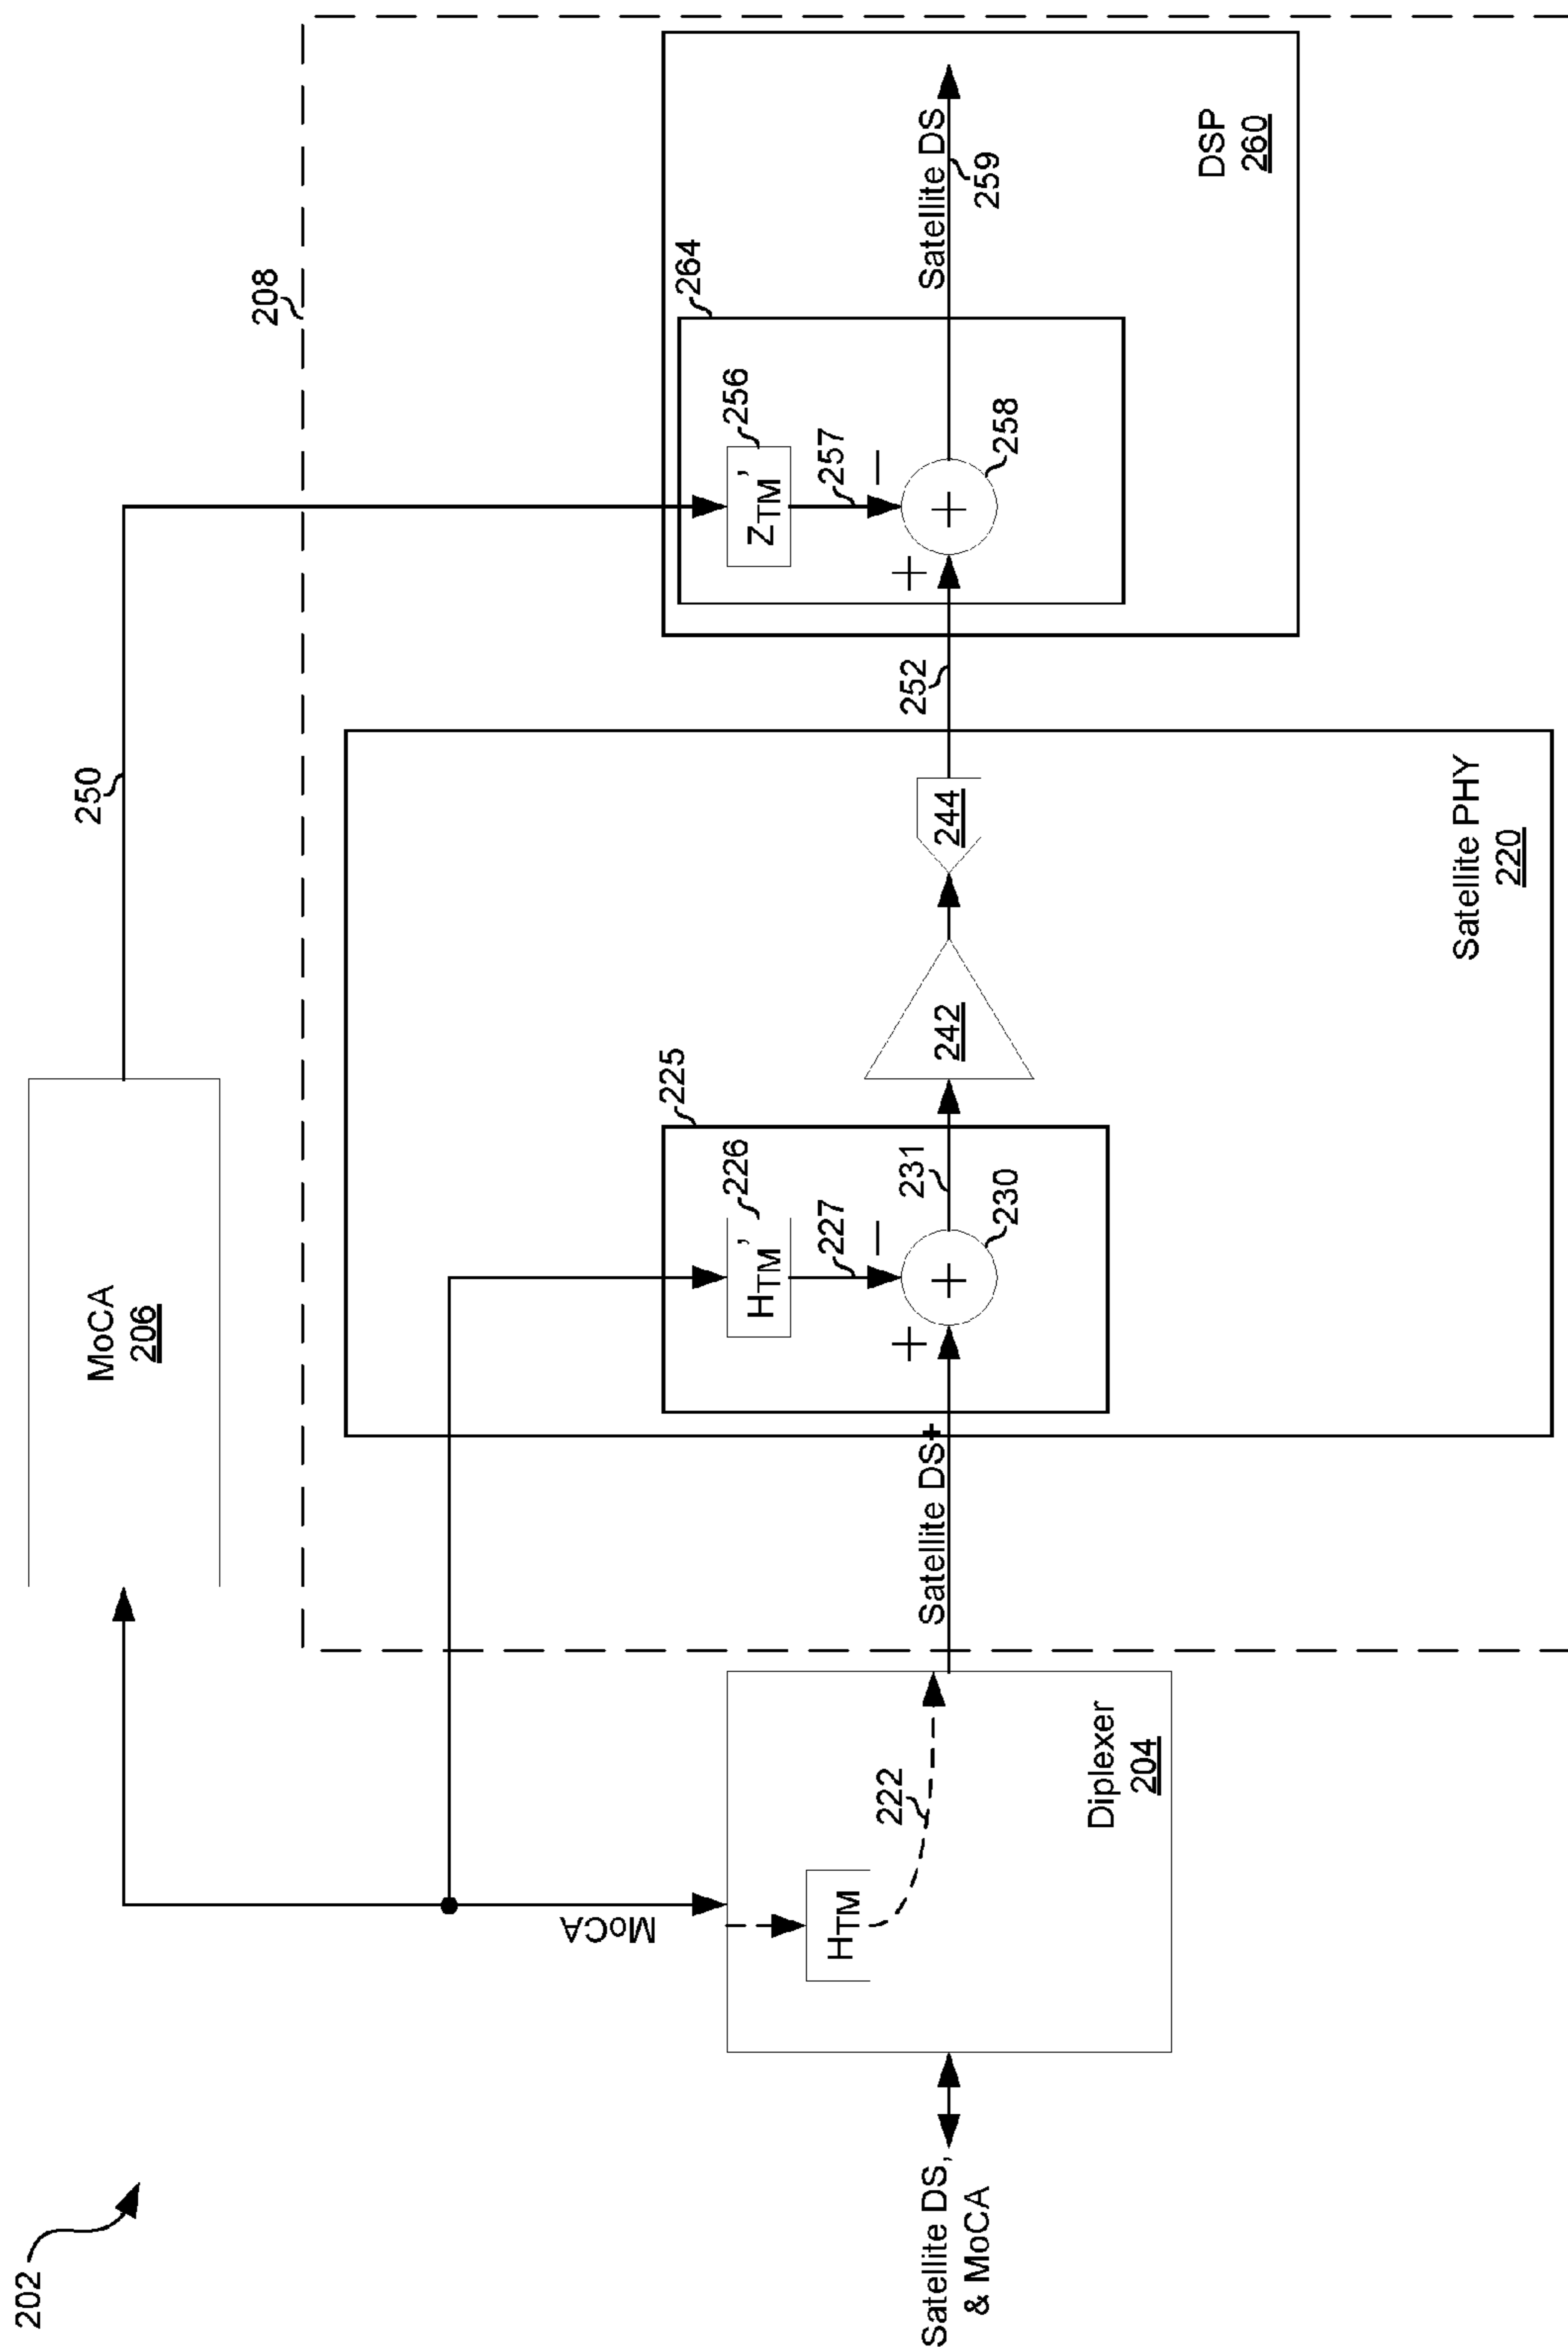 202
MoCA
206
250
208
Satellite DS,
& MoCA
MoCA
HTM
222
Diplexer
204
Satellite DS+
225
HTM'
226
227
+
−
+
231
230
242
244
Satellite PHY
220
252
264
ZTM'
256
257
+
−
+
258
Satellite DS
259
DSP
260